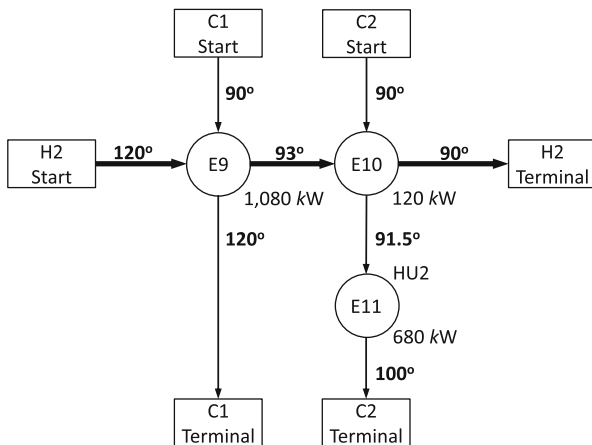 C1
Start
C2
Start
90°
90°
H2
Start
120°
E9
93°
E10
90°
H2
Terminal
1,080 kW
120 kW
120°
91.5°
HU2
E11
680 kW
100°
C1
Terminal
C2
Terminal